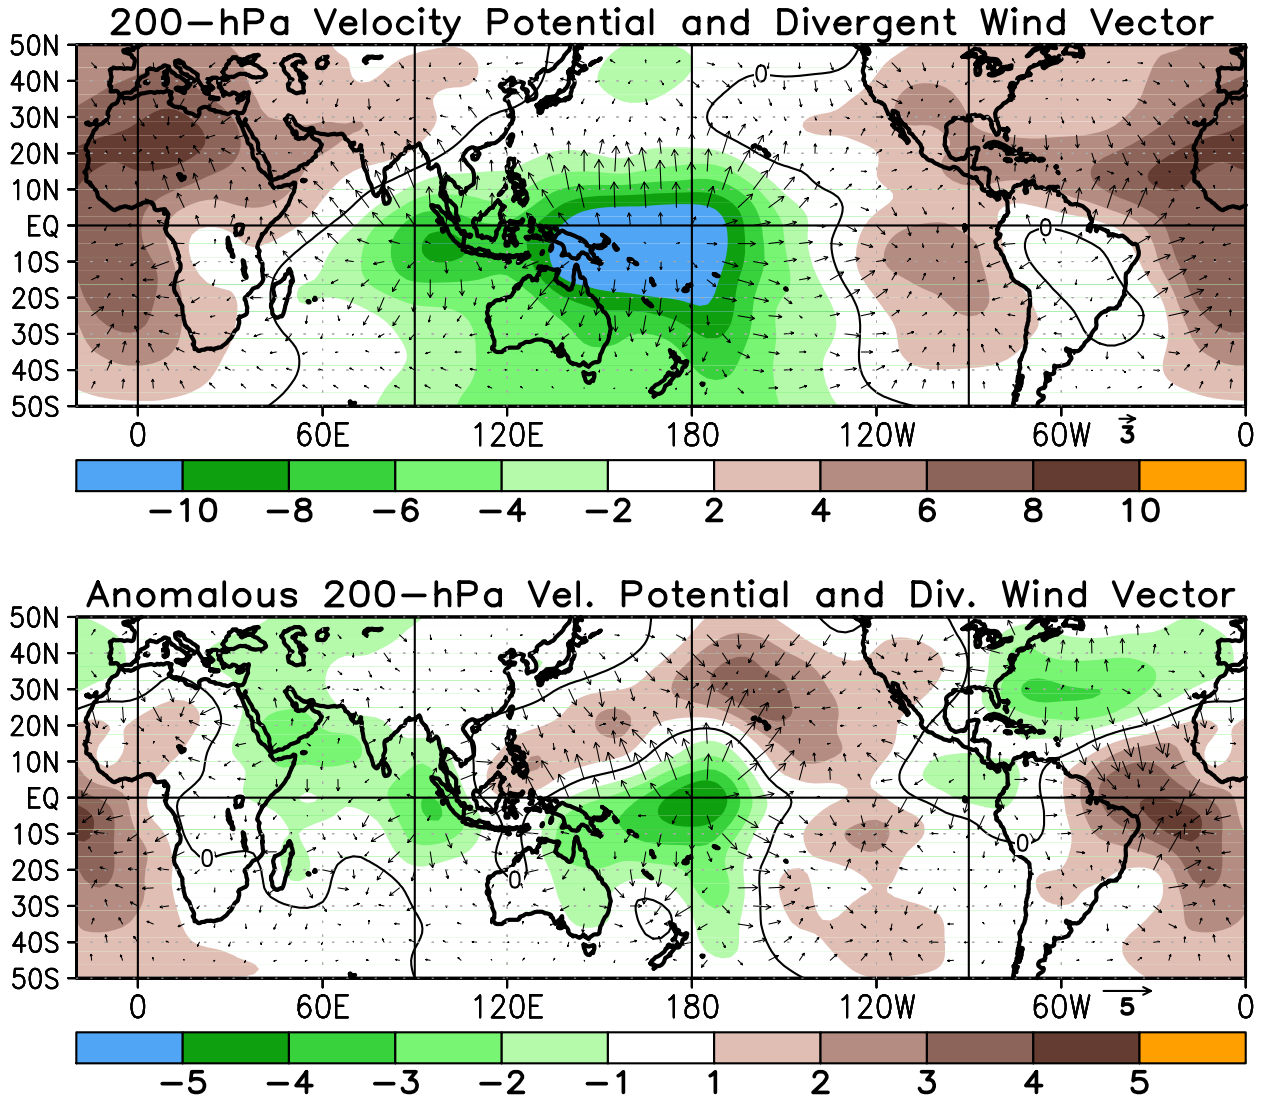 200-hPa Velocity Potential and Divergent Wind Vector
50N
40N
0
30N
20N
10N
EQ
0
10S
20S
30S
40S
50S
0 60E 120E 180 120W 60W 3 0
-10 -8 -6 -4 -2 2 4 6 8 10
Anomalous 200-hPa Vel. Potential and Div. Wind Vector
50N
40N
30N
20N
10N
EQ
10S
0 0
20S
0
30S
40S
50S
0 60E 120E 180 120W 60W 5 0
-5 -4 -3 -2 -1 1 2 3 4 5